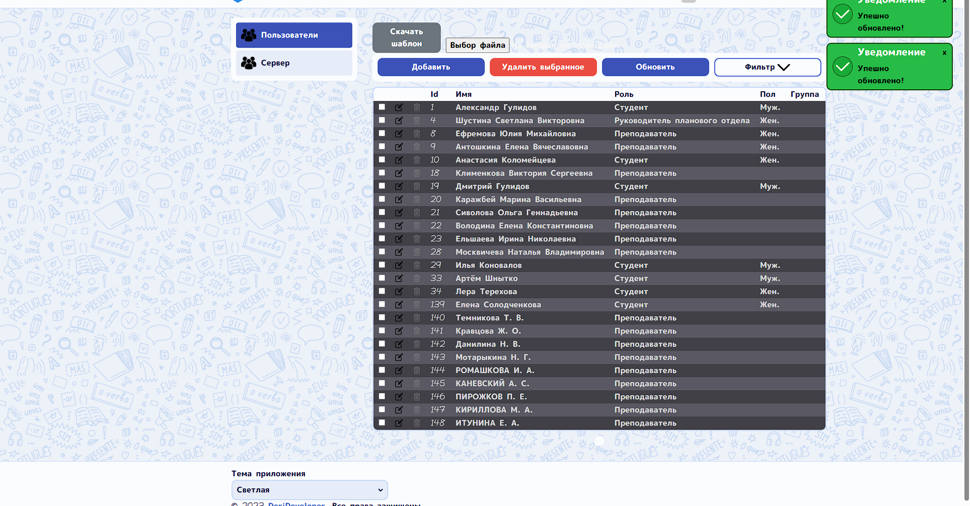 Пользователи
Сервер
Скачать
шаблон
Выбор файла
Добавить
Удалить выбранное
Обновить
Фильтр
Уведомление
x
Упешно
обновлено!
Уведомление
x
Упешно
обновлено!
Id Имя Роль Пол Группа
1 Александр Гулидов Студент Муж.
4 Шустина Светлана Викторовна Руководитель планового отдела Жен.
8 Ефремова Юлия Михайловна Преподаватель Жен.
9 Антошкина Елена Вячеславовна Преподаватель Жен.
10 Анастасия Коломейцева Студент Жен.
18 Клименкова Виктория Сергеевна Преподаватель
19 Дмитрий Гулидов Студент Муж.
20 Каражбей Марина Васильевна Преподаватель
21 Сиволова Ольга Геннадьевна Преподаватель
22 Володина Елена Константиновна Преподаватель
23 Ельшаева Ирина Николаевна Преподаватель
28 Москвичева Наталья Владимировна Преподаватель
29 Илья Коновалов Студент Муж.
33 Артём Шнытко Студент Муж.
34 Лера Терехова Студент Жен.
139 Елена Солодченкова Студент Жен.
140 Темникова Т. В. Преподаватель
141 Кравцова Ж. О. Преподаватель
142 Данилина Н. В. Преподаватель
143 Мотарыкина Н. Г. Преподаватель
144 РОМАШКОВА И. А. Преподаватель
145 КАНЕВСКИЙ А. С. Преподаватель
146 ПИРОЖКОВ П. Е. Преподаватель
147 КИРИЛЛОВА М. А. Преподаватель
148 ИТУНИНА Е. А. Преподаватель
Тема приложения
Светлая
© 2023 DeriDeveloper. Все права защищены